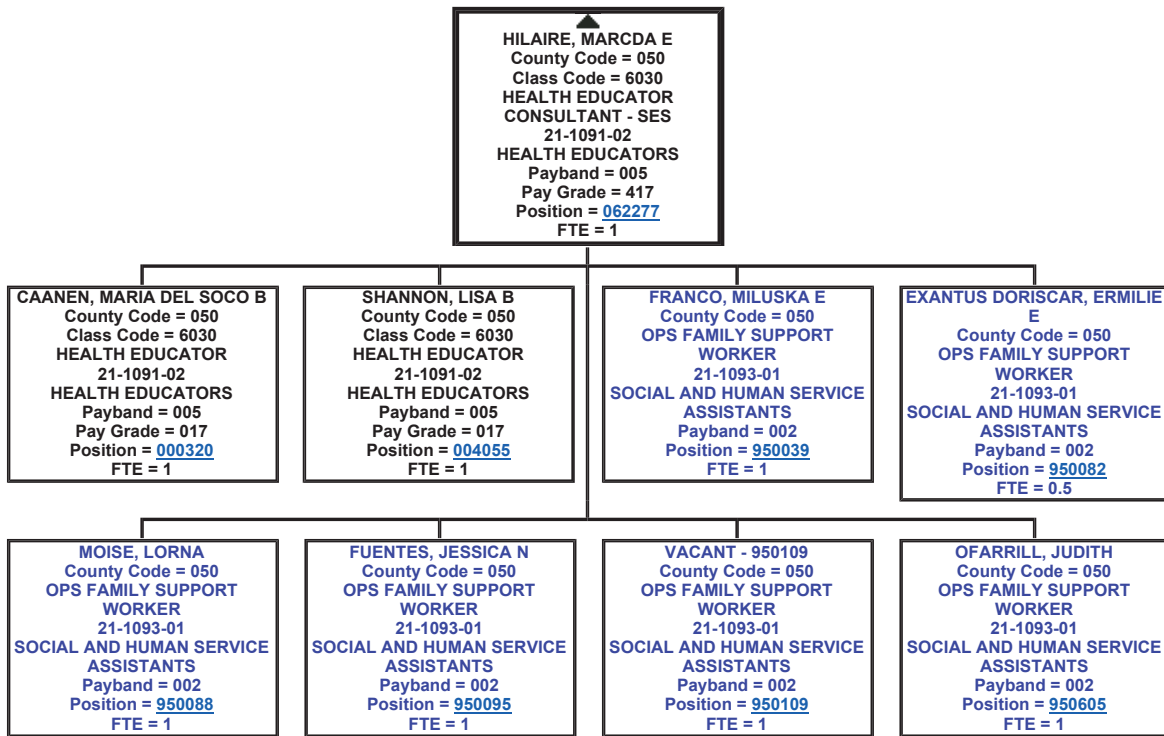 HILAIRE, MARCDA E
County Code = 050
Class Code = 6030
HEALTH EDUCATOR
CONSULTANT - SES
21-1091-02
HEALTH EDUCATORS
Payband = 005
Pay Grade = 417
Position = 062277
FTE = 1
CAANEN, MARIA DEL SOCO B
County Code = 050
Class Code = 6030
HEALTH EDUCATOR
21-1091-02
HEALTH EDUCATORS
Payband = 005
Pay Grade = 017
Position = 000320
FTE = 1
SHANNON, LISA B
County Code = 050
Class Code = 6030
HEALTH EDUCATOR
21-1091-02
HEALTH EDUCATORS
Payband = 005
Pay Grade = 017
Position = 004055
FTE = 1
FRANCO, MILUSKA E
County Code = 050
OPS FAMILY SUPPORT
WORKER
21-1093-01
SOCIAL AND HUMAN SERVICE
ASSISTANTS
Payband = 002
Position = 950039
FTE = 1
EXANTUS DORISCAR, ERMILIE
E
County Code = 050
OPS FAMILY SUPPORT
WORKER
21-1093-01
SOCIAL AND HUMAN SERVICE
ASSISTANTS
Payband = 002
Position = 950082
FTE = 0.5
MOISE, LORNA
County Code = 050
OPS FAMILY SUPPORT
WORKER
21-1093-01
SOCIAL AND HUMAN SERVICE
ASSISTANTS
Payband = 002
Position = 950088
FTE = 1
FUENTES, JESSICA N
County Code = 050
OPS FAMILY SUPPORT
WORKER
21-1093-01
SOCIAL AND HUMAN SERVICE
ASSISTANTS
Payband = 002
Position = 950095
FTE = 1
VACANT - 950109
County Code = 050
OPS FAMILY SUPPORT
WORKER
21-1093-01
SOCIAL AND HUMAN SERVICE
ASSISTANTS
Payband = 002
Position = 950109
FTE = 1
OFARRILL, JUDITH
County Code = 050
OPS FAMILY SUPPORT
WORKER
21-1093-01
SOCIAL AND HUMAN SERVICE
ASSISTANTS
Payband = 002
Position = 950605
FTE = 1